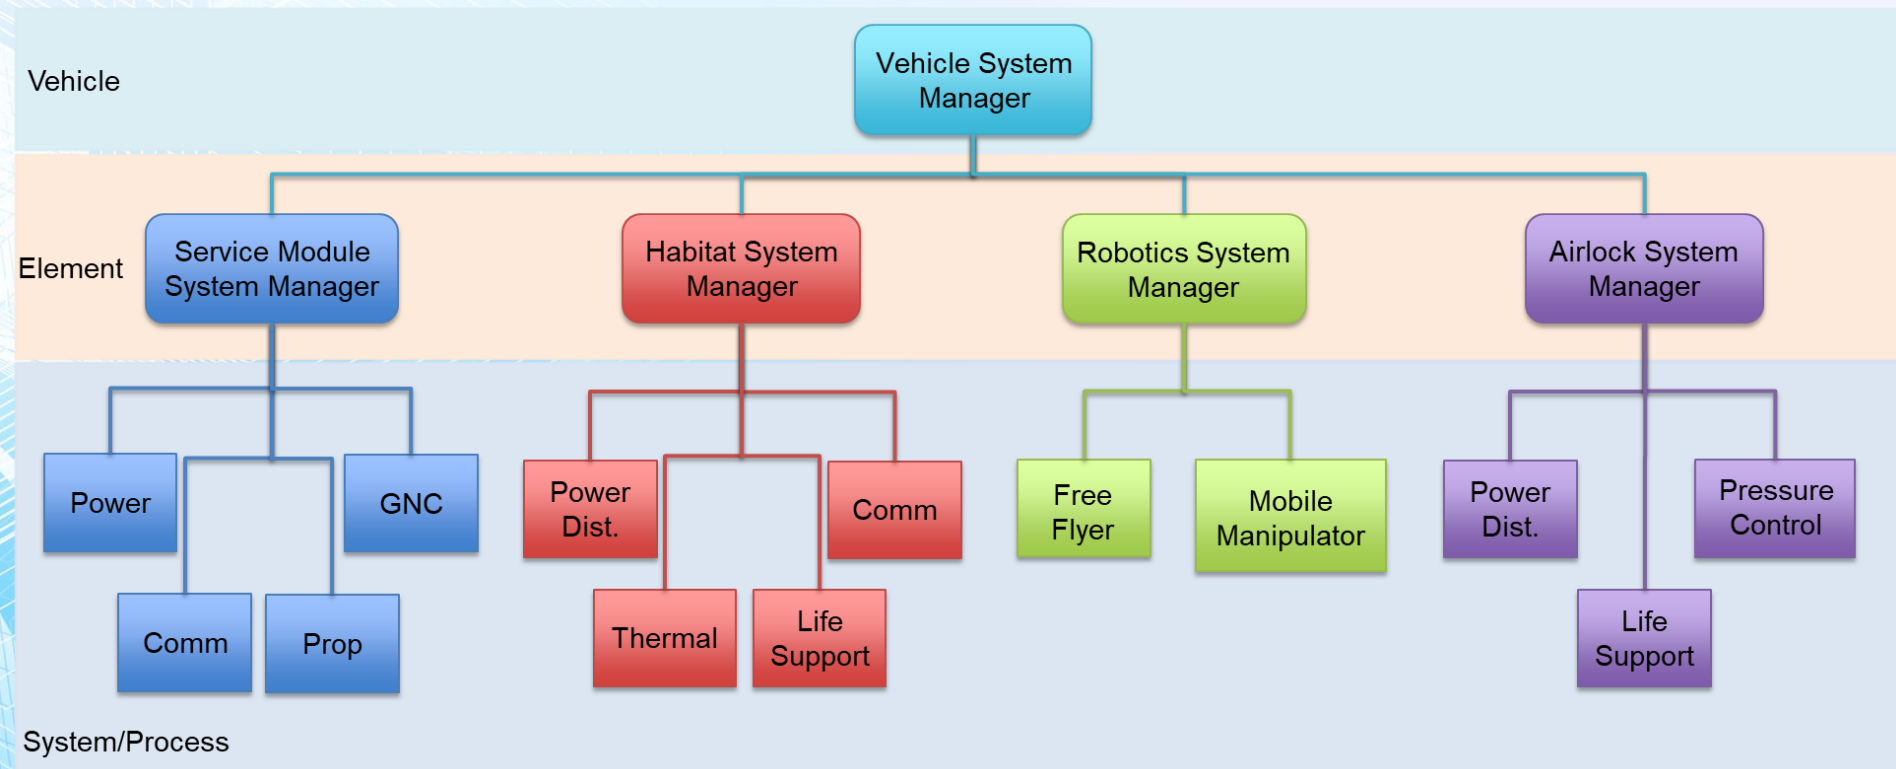 Vehicle
Vehicle System
Manager
Element
Service Module
System Manager
Habitat System
Manager
Robotics System
Manager
Airlock System
Manager
Power
GNC
Comm
Prop
Power
Dist.
Comm
Thermal
Life
Support
Free
Flyer
Mobile
Manipulator
Power
Dist.
Pressure
Control
Life
Support
System/Process